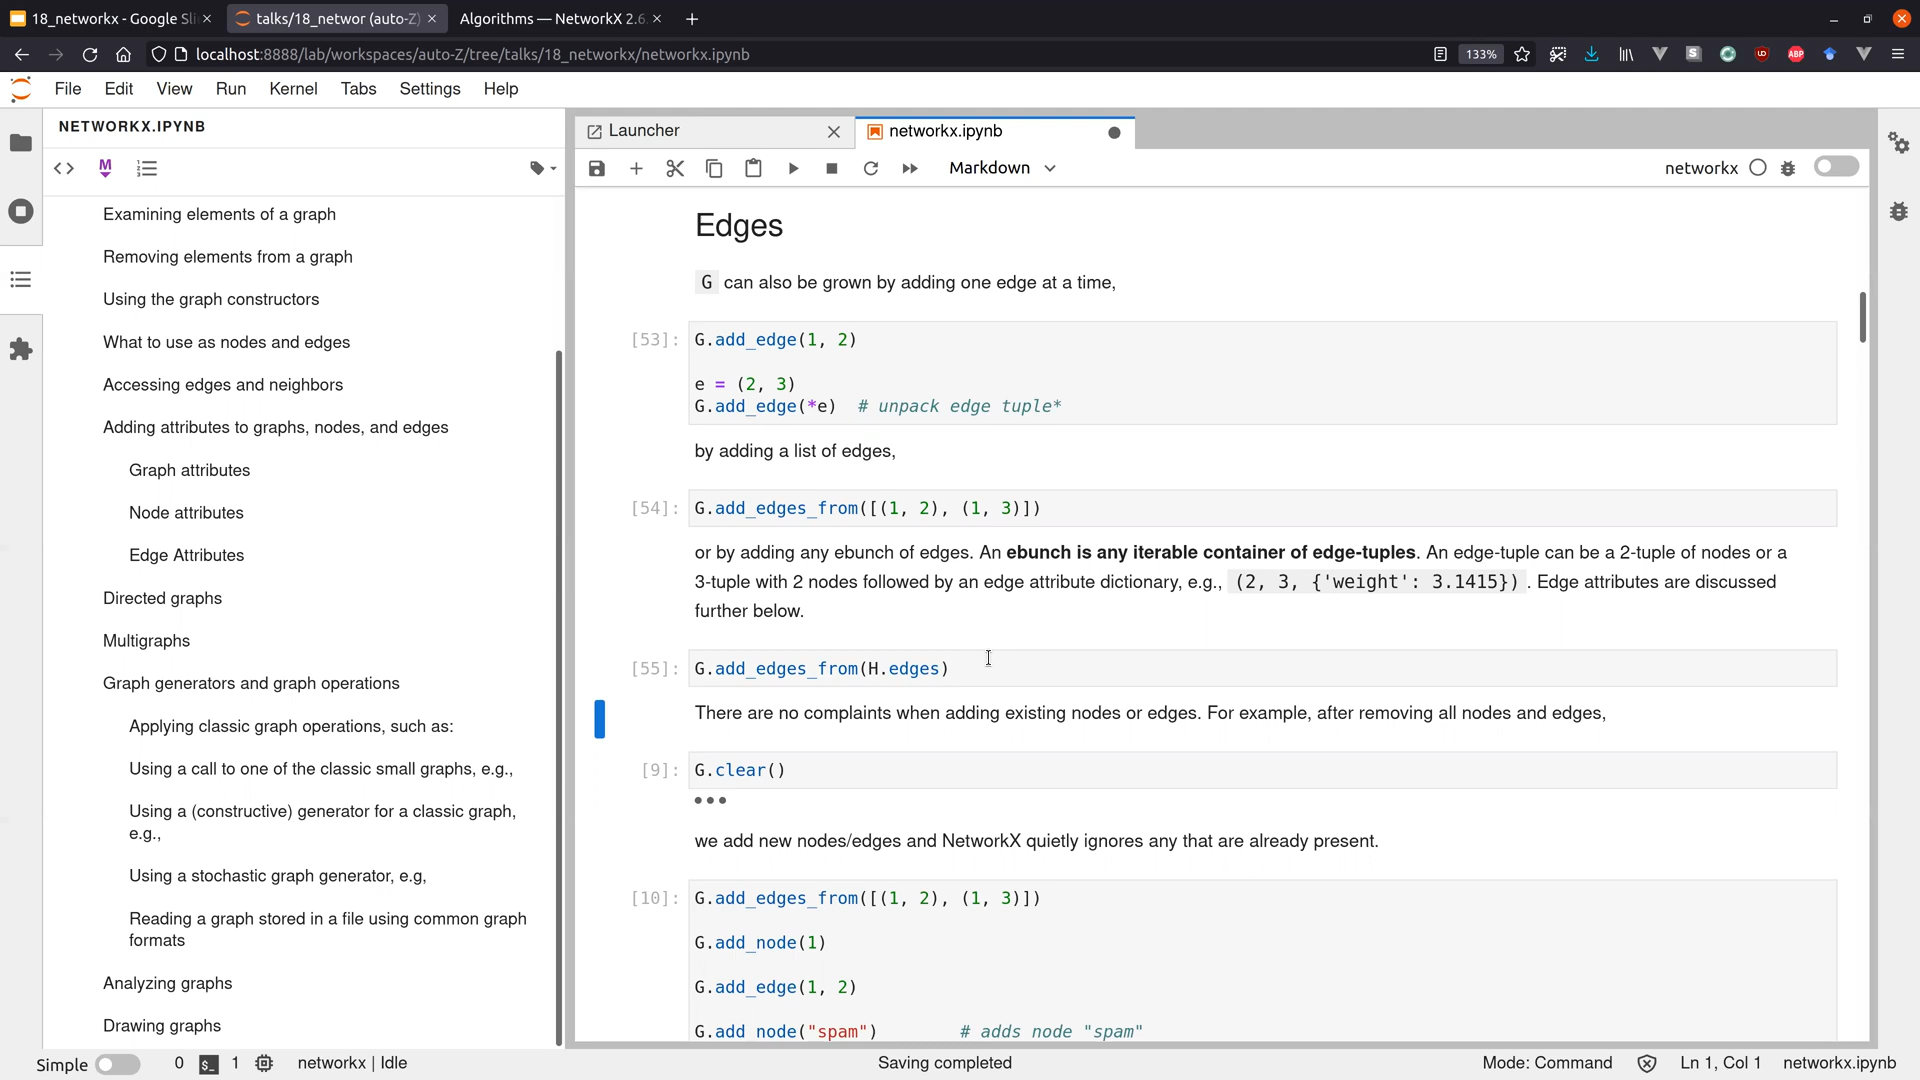 18_networkx - Google Sli
talks/18_networ (auto-Z)
Algorithms — NetworkX 2.6.
localhost:8888/lab/workspaces/auto-Z/tree/talks/18_networkx/networkx.ipynb
133%
File Edit View Run Kernel Tabs Settings Help
NETWORKX.IPYNB
Launcher
networkx.ipynb
M
Markdown
networkx
Examining elements of a graph
Removing elements from a graph
Using the graph constructors
What to use as nodes and edges
Accessing edges and neighbors
Adding attributes to graphs, nodes, and edges
Graph attributes
Node attributes
Edge Attributes
Directed graphs
Multigraphs
Graph generators and graph operations
Applying classic graph operations, such as:
Using a call to one of the classic small graphs, e.g.,
Using a (constructive) generator for a classic graph,
e.g.,
Using a stochastic graph generator, e.g,
Reading a graph stored in a file using common graph
formats
Analyzing graphs
Drawing graphs
Edges
G can also be grown by adding one edge at a time,
[53]: G.add_edge(1, 2)
e = (2, 3)
G.add_edge(*e)  # unpack edge tuple*
by adding a list of edges,
[54]: G.add_edges_from([(1, 2), (1, 3)])
or by adding any ebunch of edges. An ebunch is any iterable container of edge-tuples. An edge-tuple can be a 2-tuple of nodes or a
3-tuple with 2 nodes followed by an edge attribute dictionary, e.g., (2, 3, {'weight': 3.1415}) . Edge attributes are discussed
further below.
[55]: G.add_edges_from(H.edges)
There are no complaints when adding existing nodes or edges. For example, after removing all nodes and edges,
[9]: G.clear()
we add new nodes/edges and NetworkX quietly ignores any that are already present.
[10]: G.add_edges_from([(1, 2), (1, 3)])
G.add_node(1)
G.add_edge(1, 2)
G.add_node("spam")        # adds node "spam"
Simple 0 $_ 1 networkx | Idle
Saving completed
Mode: Command Ln 1, Col 1 networkx.ipynb